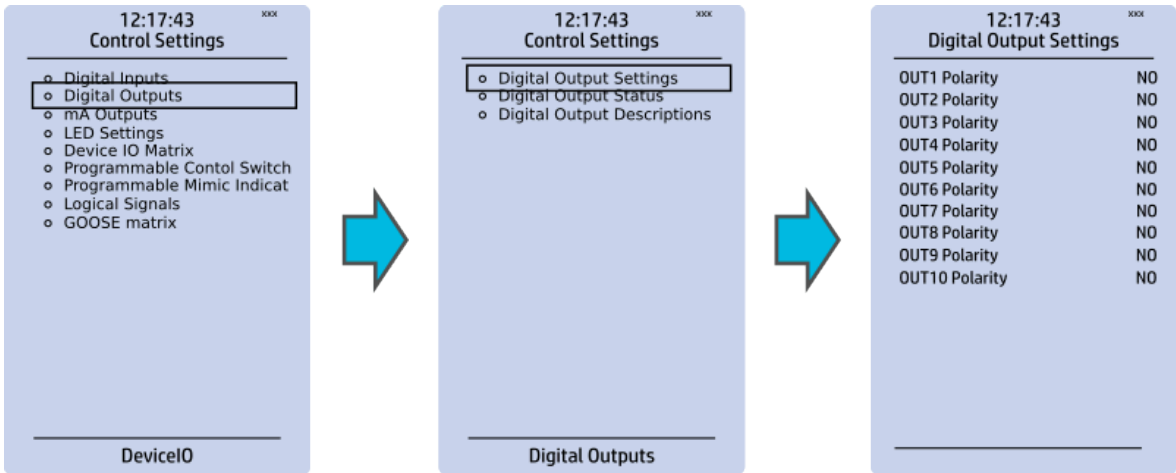 12:17:43 xxx
Control Settings
Digital Inputs
Digital Outputs
mA Outputs
LED Settings
Device IO Matrix
Programmable Contol Switch
Programmable Mimic Indicat
Logical Signals
GOOSE matrix
DeviceIO
12:17:43 xxx
Control Settings
Digital Output Settings
Digital Output Status
Digital Output Descriptions
Digital Outputs
12:17:43 xxx
Digital Output Settings
OUT1 Polarity NO
OUT2 Polarity NO
OUT3 Polarity NO
OUT4 Polarity NO
OUT5 Polarity NO
OUT6 Polarity NO
OUT7 Polarity NO
OUT8 Polarity NO
OUT9 Polarity NO
OUT10 Polarity NO